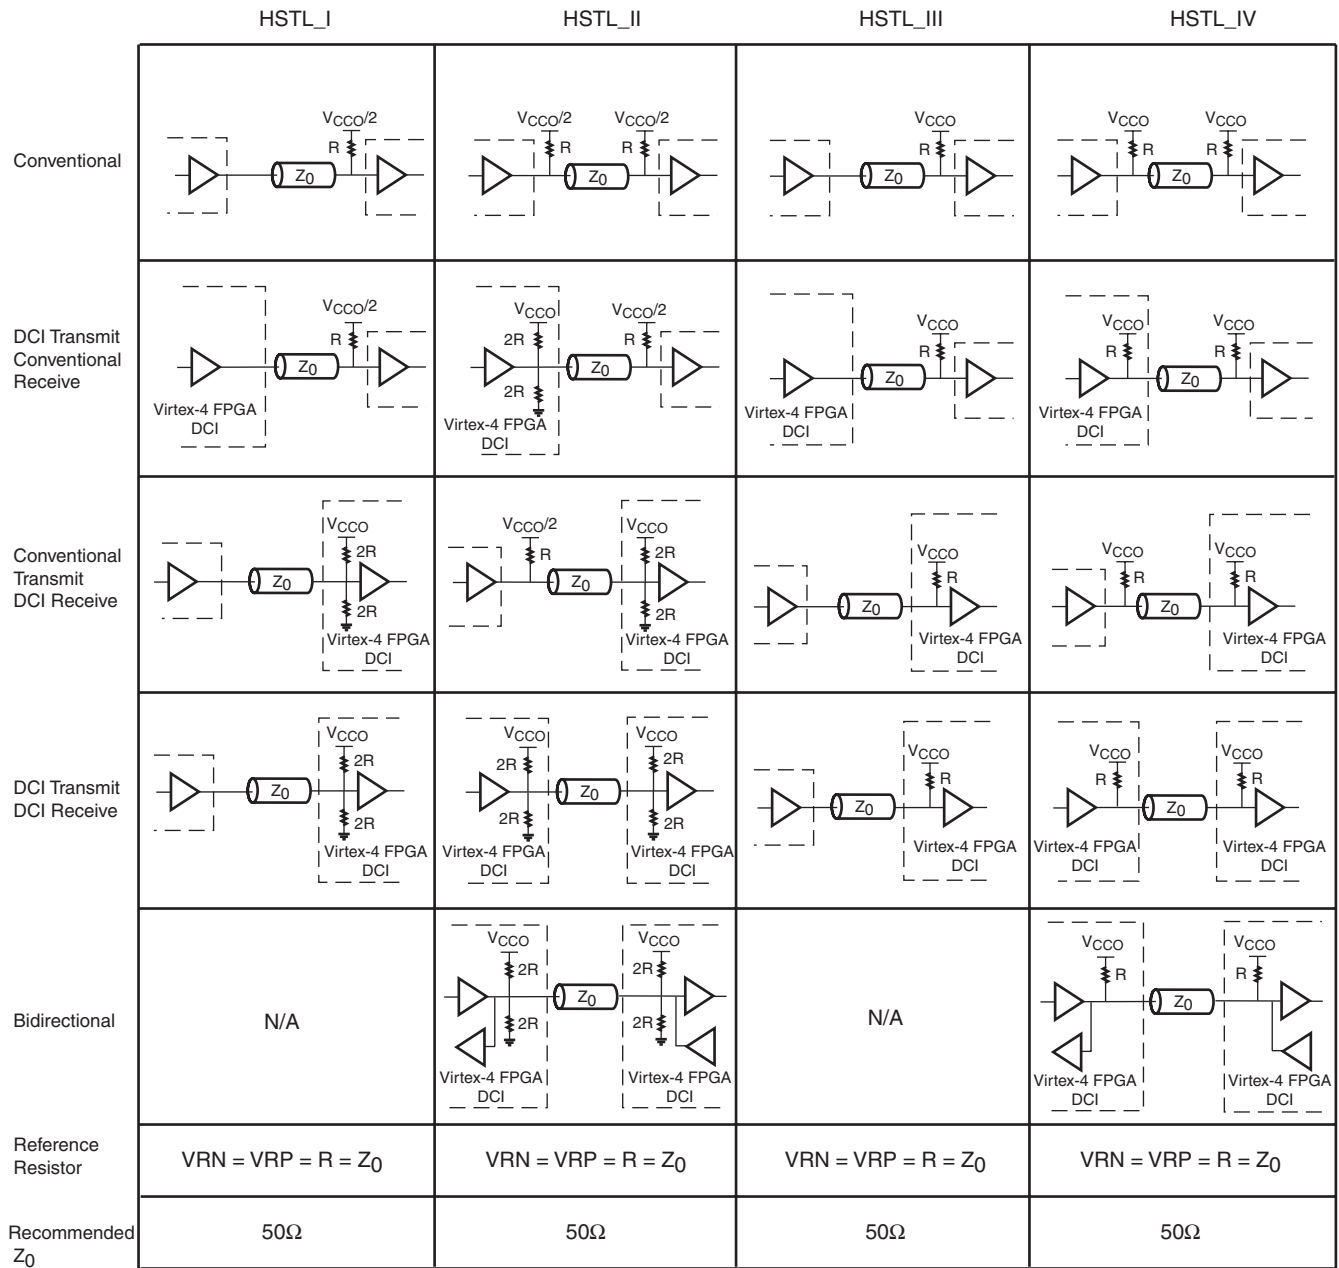 HSTL_I HSTL_II HSTL_III HSTL_IV
Conventional
VCCO/2
R
Z0
VCCO/2 VCCO/2
R R
Z0
VCCO
R
Z0
VCCO VCCO
R R
Z0
DCI Transmit
Conventional
Receive
VCCO/2
R
Z0
Virtex-4 FPGA
DCI
VCCO VCCO/2
2R R
Z0
2R
Virtex-4 FPGA
DCI
VCCO
R
Z0
Virtex-4 FPGA
DCI
VCCO VCCO
R R
Z0
Virtex-4 FPGA
DCI
Conventional
Transmit
DCI Receive
VCCO
2R
Z0
2R
Virtex-4 FPGA
DCI
VCCO/2 VCCO
R 2R
Z0
2R
Virtex-4 FPGA
DCI
VCCO
R
Z0
Virtex-4 FPGA
DCI
VCCO VCCO
R R
Z0
Virtex-4 FPGA
DCI
DCI Transmit
DCI Receive
VCCO
2R
Z0
2R
Virtex-4 FPGA
DCI
VCCO VCCO
2R 2R
Z0
2R 2R
Virtex-4 FPGA Virtex-4 FPGA
DCI DCI
VCCO
R
Z0
Virtex-4 FPGA
DCI
VCCO VCCO
R R
Z0
Virtex-4 FPGA Virtex-4 FPGA
DCI DCI
Bidirectional
N/A
VCCO VCCO
2R 2R
Z0
2R 2R
Virtex-4 FPGA Virtex-4 FPGA
DCI DCI
N/A
VCCO VCCO
R R
Z0
Virtex-4 FPGA Virtex-4 FPGA
DCI DCI
Reference
Resistor
VRN = VRP = R = Z0 VRN = VRP = R = Z0 VRN = VRP = R = Z0 VRN = VRP = R = Z0
Recommended
Z0
50Ω 50Ω 50Ω 50Ω